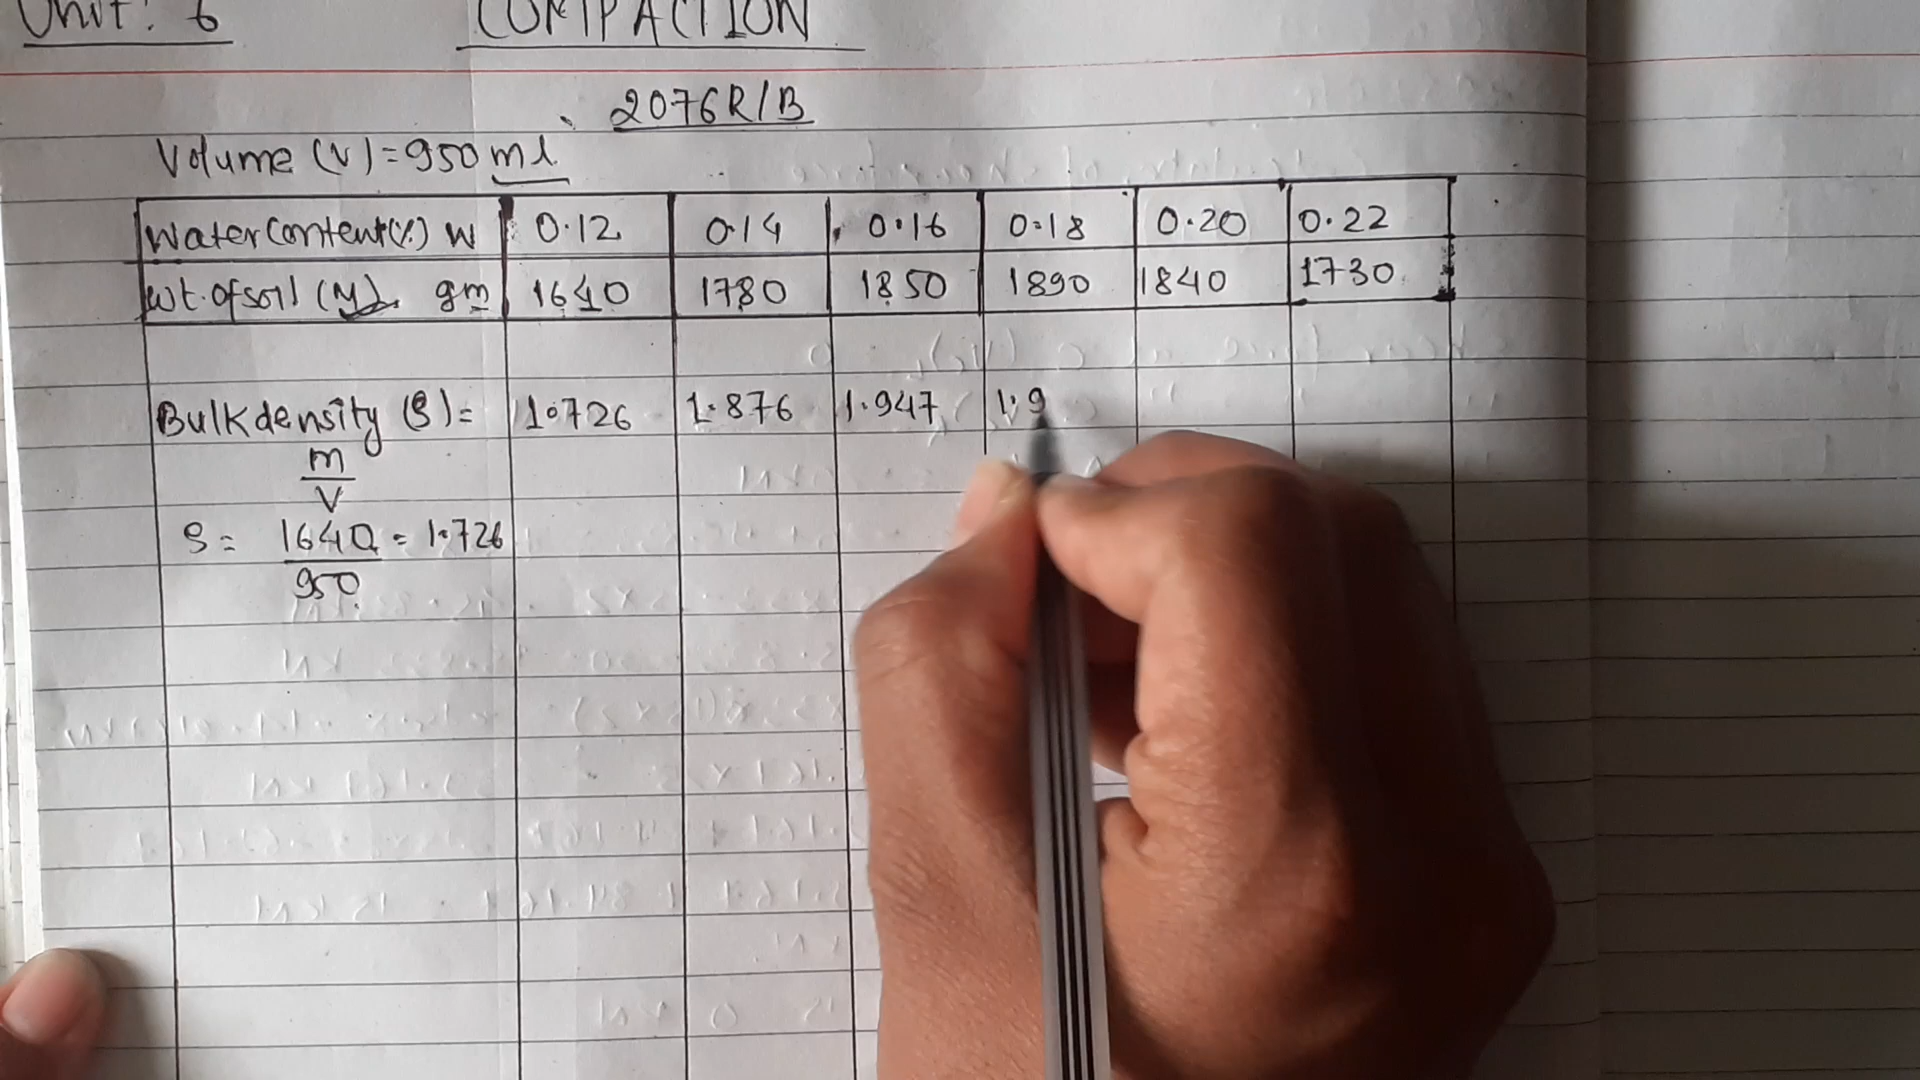 Unit: 6 COMPACTION
2076R/B
Volume (V)=950 ml
Water Content(%) W 0.12 0.14 0.16 0.18 0.20 0.22
Wt. of soil (M) gm 1640 1780 1850 1890 1840 1730
Bulk density (ρ)= 1.726 1.876 1.947 1.9
m
V
ρ= 1640 = 1.726
950